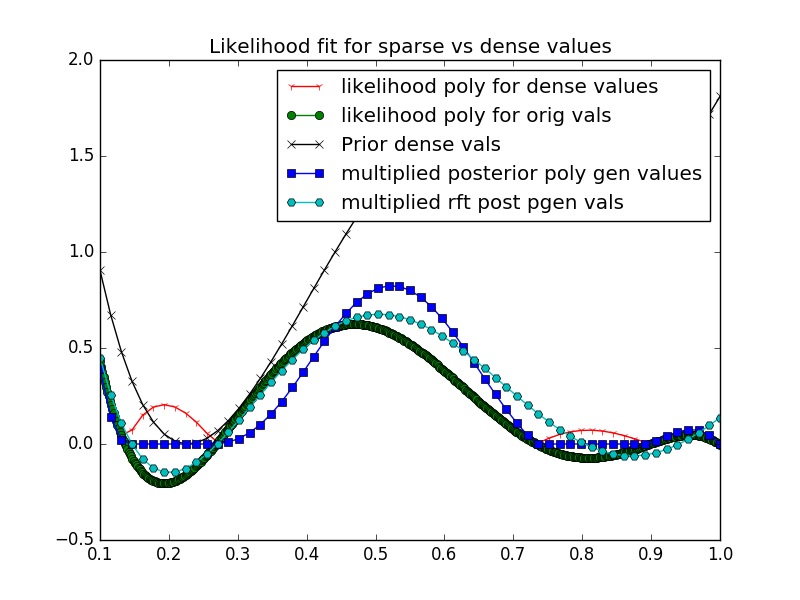 Likelihood fit for sparse vs dense values
2.0
likelihood poly for dense values
likelihood poly for orig vals
Prior dense vals
multiplied posterior poly gen values
multiplied rft post pgen vals
1.5
1.0
0.5
0.0
−0.5
0.1 0.2 0.3 0.4 0.5 0.6 0.7 0.8 0.9 1.0